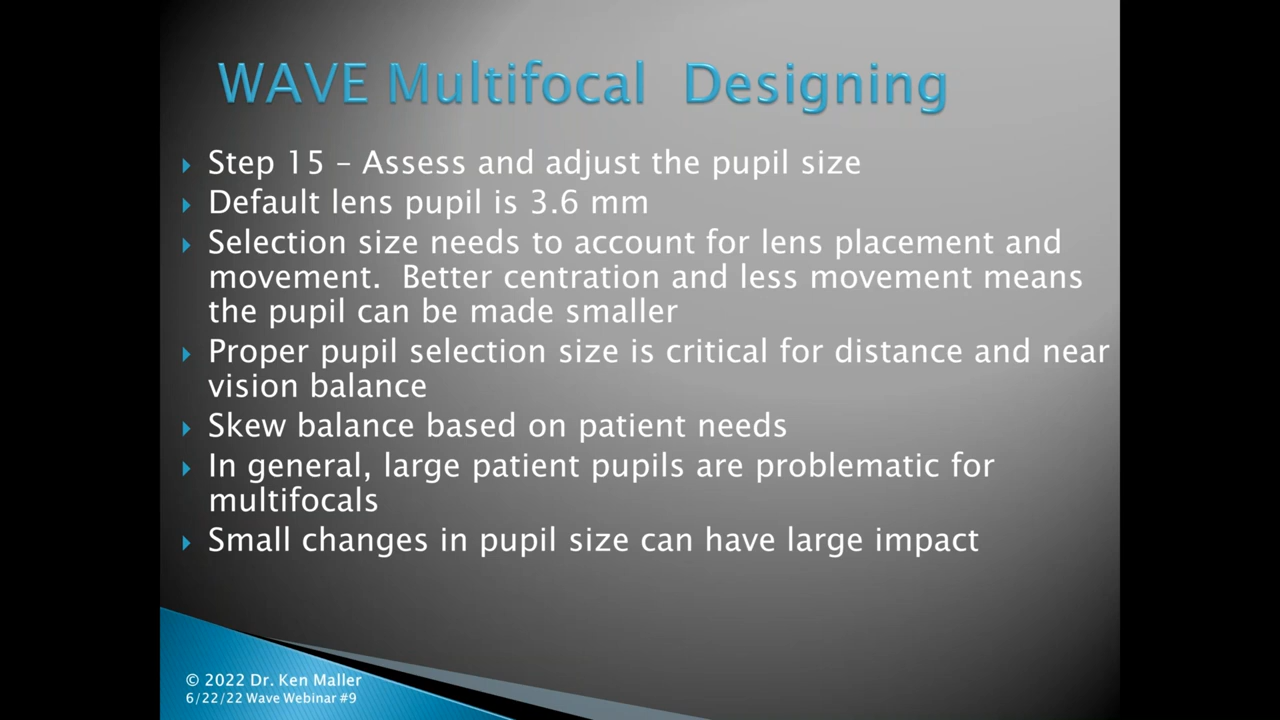 WAVE Multifocal Designing
Step 15 – Assess and adjust the pupil size
Default lens pupil is 3.6 mm
Selection size needs to account for lens placement and
movement. Better centration and less movement means
the pupil can be made smaller
Proper pupil selection size is critical for distance and near
vision balance
Skew balance based on patient needs
In general, large patient pupils are problematic for
multifocals
Small changes in pupil size can have large impact
© 2022 Dr. Ken Maller
6/22/22 Wave Webinar #9